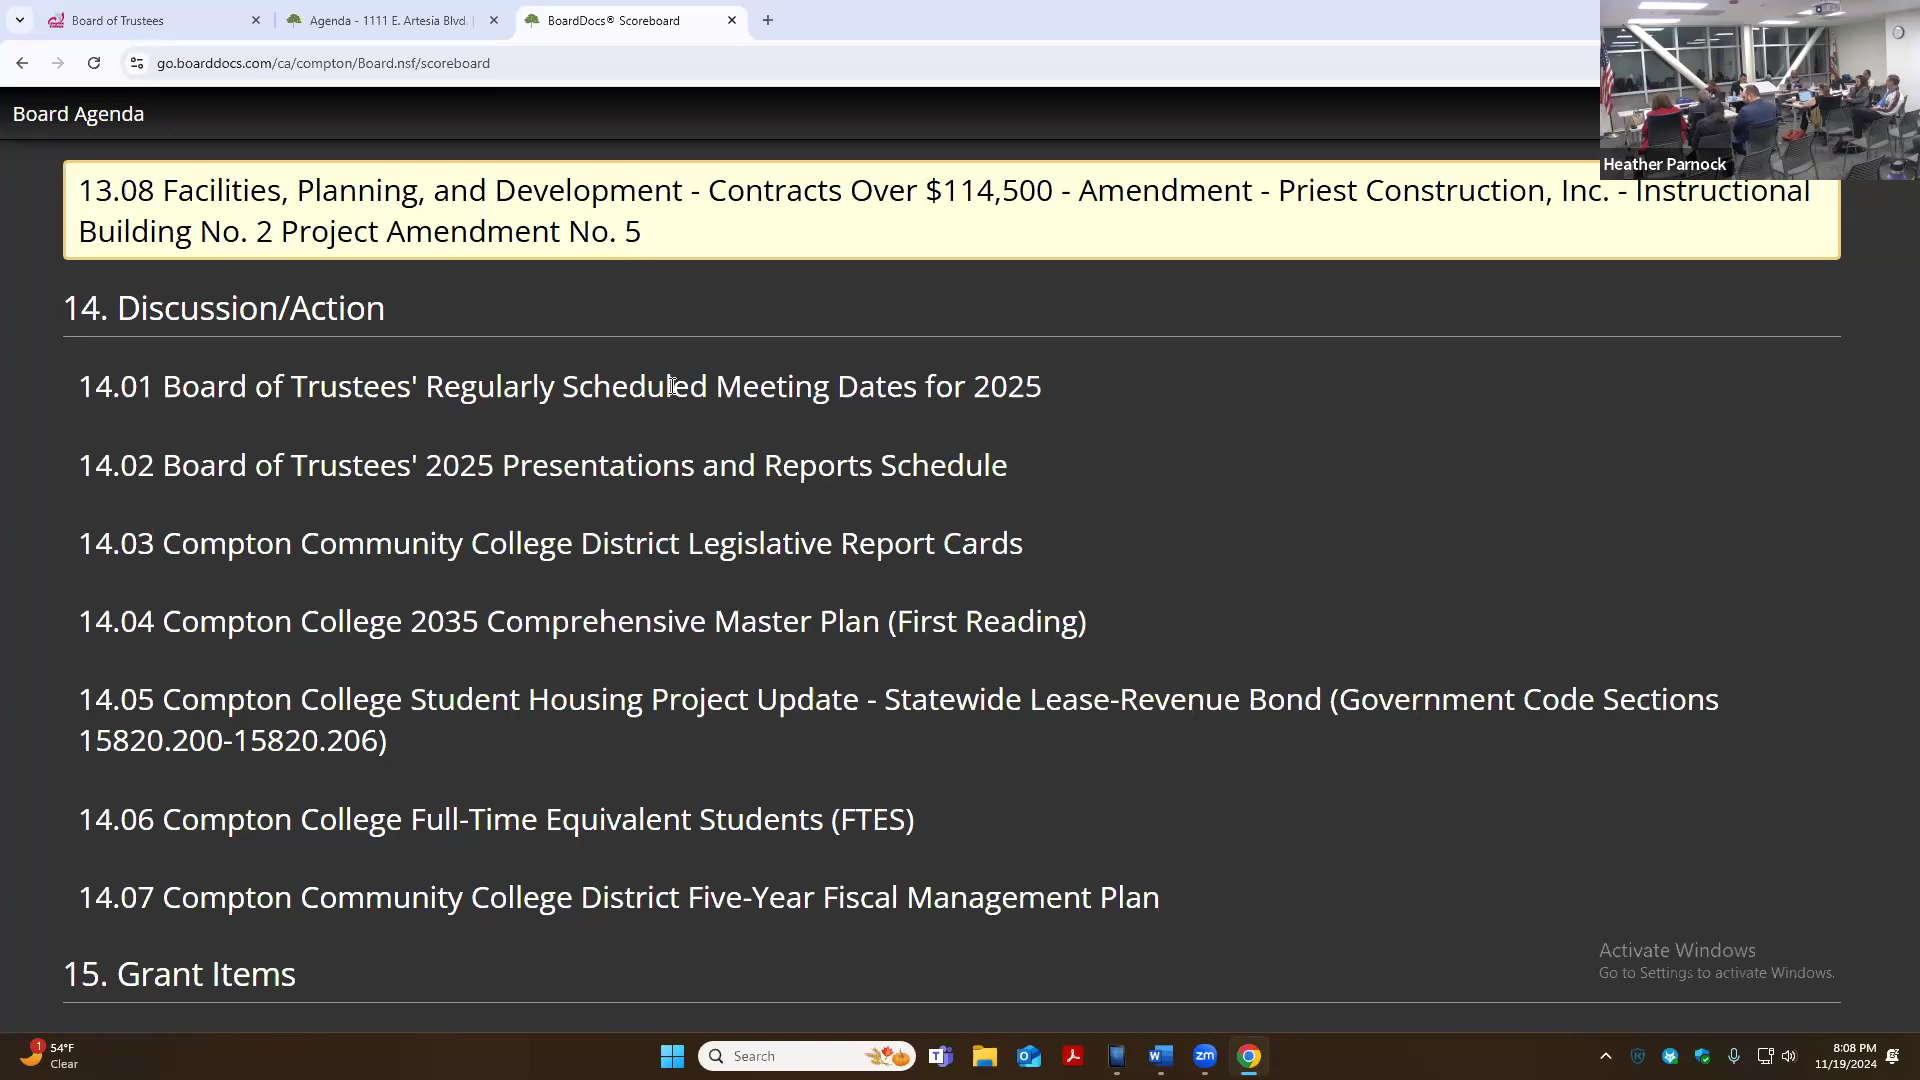 Board of Trustees
Agenda - 1111 E. Artesia Blvd.
BoardDocs® Scoreboard
go.boarddocs.com/ca/compton/Board.nsf/scoreboard
Board Agenda
Heather Parnock
13.08 Facilities, Planning, and Development - Contracts Over $114,500 - Amendment - Priest Construction, Inc. - Instructional
Building No. 2 Project Amendment No. 5
14. Discussion/Action
14.01 Board of Trustees' Regularly Scheduled Meeting Dates for 2025
14.02 Board of Trustees' 2025 Presentations and Reports Schedule
14.03 Compton Community College District Legislative Report Cards
14.04 Compton College 2035 Comprehensive Master Plan (First Reading)
14.05 Compton College Student Housing Project Update - Statewide Lease-Revenue Bond (Government Code Sections
15820.200-15820.206)
14.06 Compton College Full-Time Equivalent Students (FTES)
14.07 Compton Community College District Five-Year Fiscal Management Plan
Activate Windows
Go to Settings to activate Windows.
15. Grant Items
1
54°F
Clear
Search
zm
8:08 PM
11/19/2024